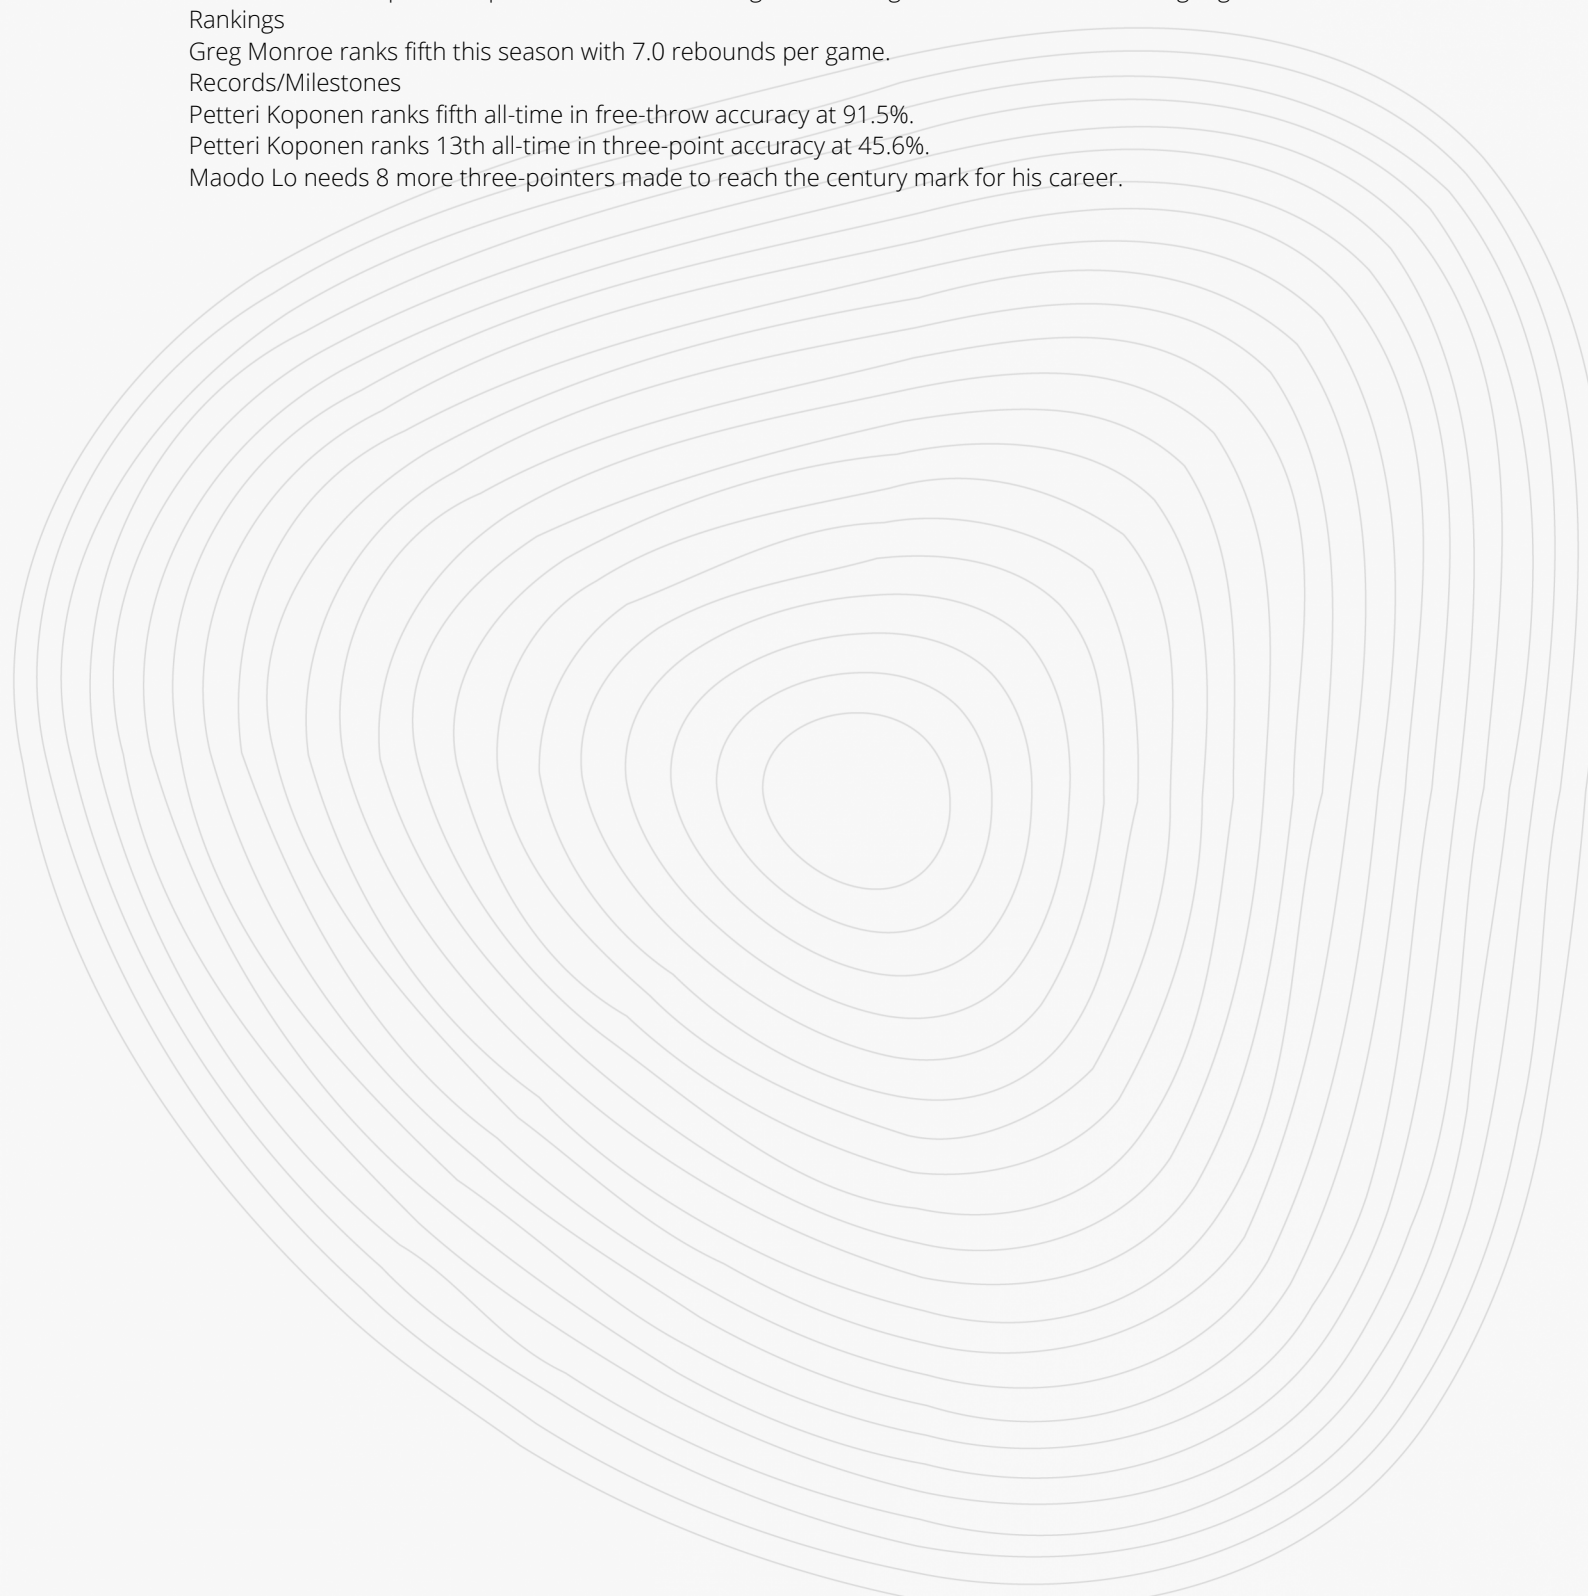 Rankings
Greg Monroe ranks fifth this season with 7.0 rebounds per game.
Records/Milestones
Petteri Koponen ranks fifth all-time in free-throw accuracy at 91.5%.
Petteri Koponen ranks 13th all-time in three-point accuracy at 45.6%.
Maodo Lo needs 8 more three-pointers made to reach the century mark for his career.